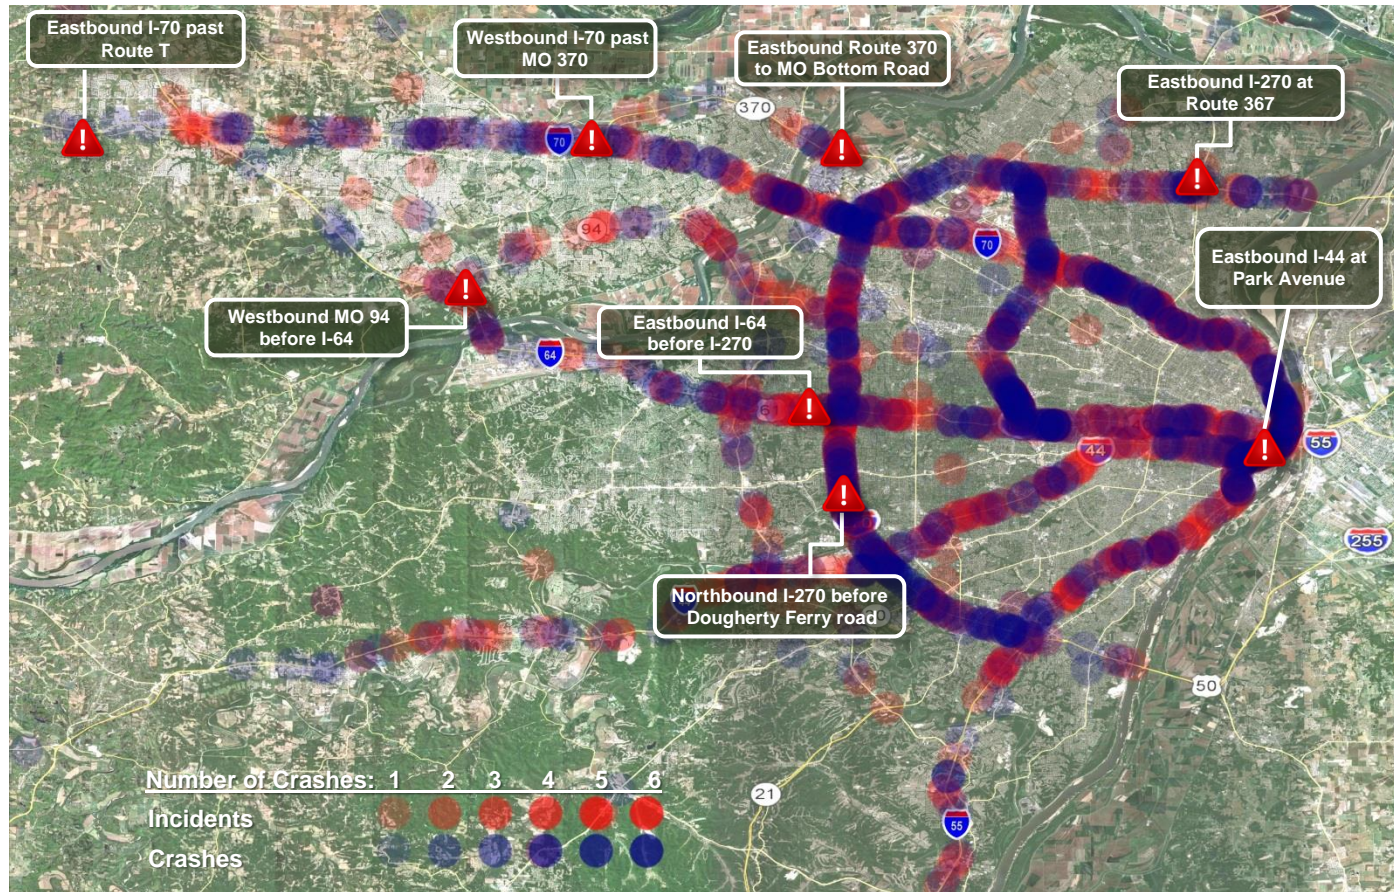 Eastbound I-70 past
Route T
Westbound I-70 past
MO 370
Eastbound Route 370
to MO Bottom Road
Eastbound I-270 at
Route 367
370
70
94
70
Eastbound I-44 at
Park Avenue
Westbound MO 94
before I-64
Eastbound I-64
before I-270
64
61
44
55
255
Northbound I-270 before
Dougherty Ferry road
50
21
55
Number of Crashes: 1 2 3 4 5 6
Incidents
Crashes